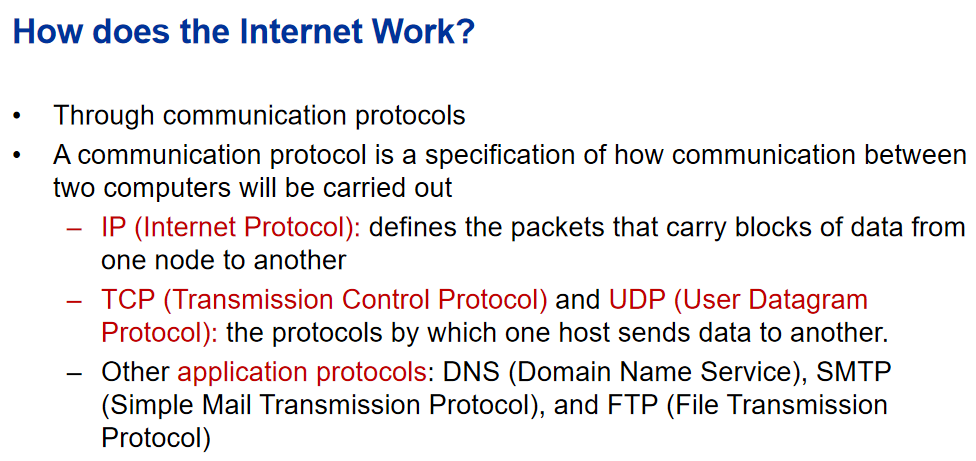 How does the Internet Work?
• Through communication protocols
• A communication protocol is a specification of how communication between
two computers will be carried out
– IP (Internet Protocol): defines the packets that carry blocks of data from
one node to another
– TCP (Transmission Control Protocol) and UDP (User Datagram
Protocol): the protocols by which one host sends data to another.
– Other application protocols: DNS (Domain Name Service), SMTP
(Simple Mail Transmission Protocol), and FTP (File Transmission
Protocol)